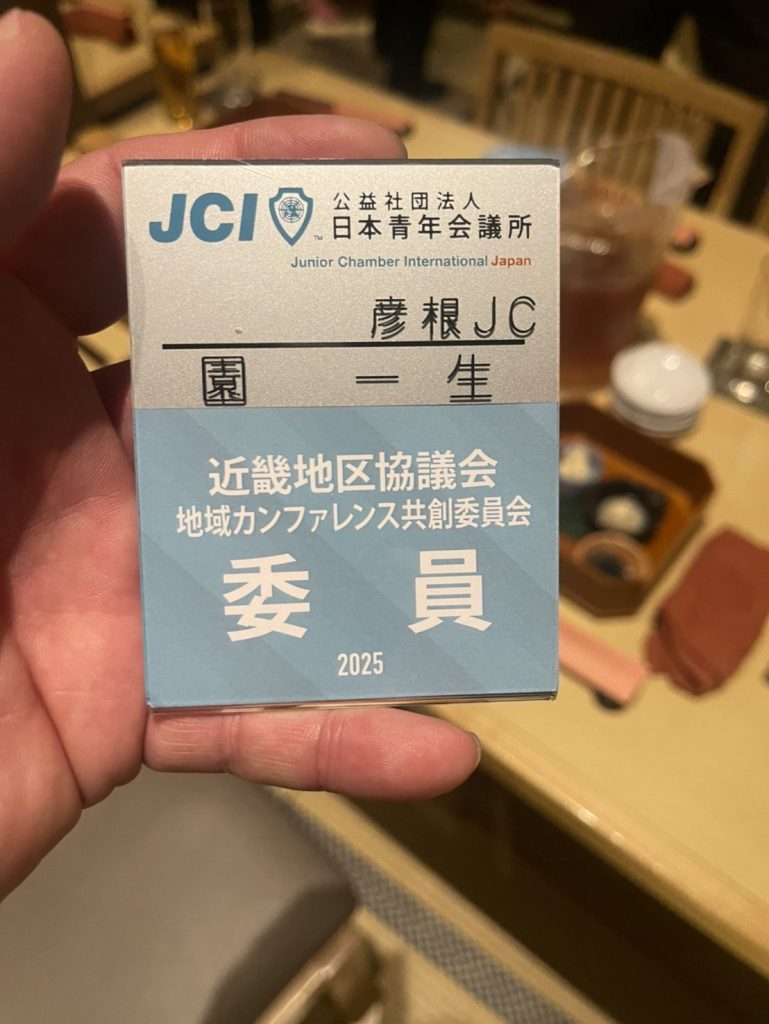 JCI
公益社団法人
日本青年会議所
Junior Chamber International Japan
彦根JC
園 一 生
近畿地区協議会
地域カンファレンス共創委員会
委 員
2025